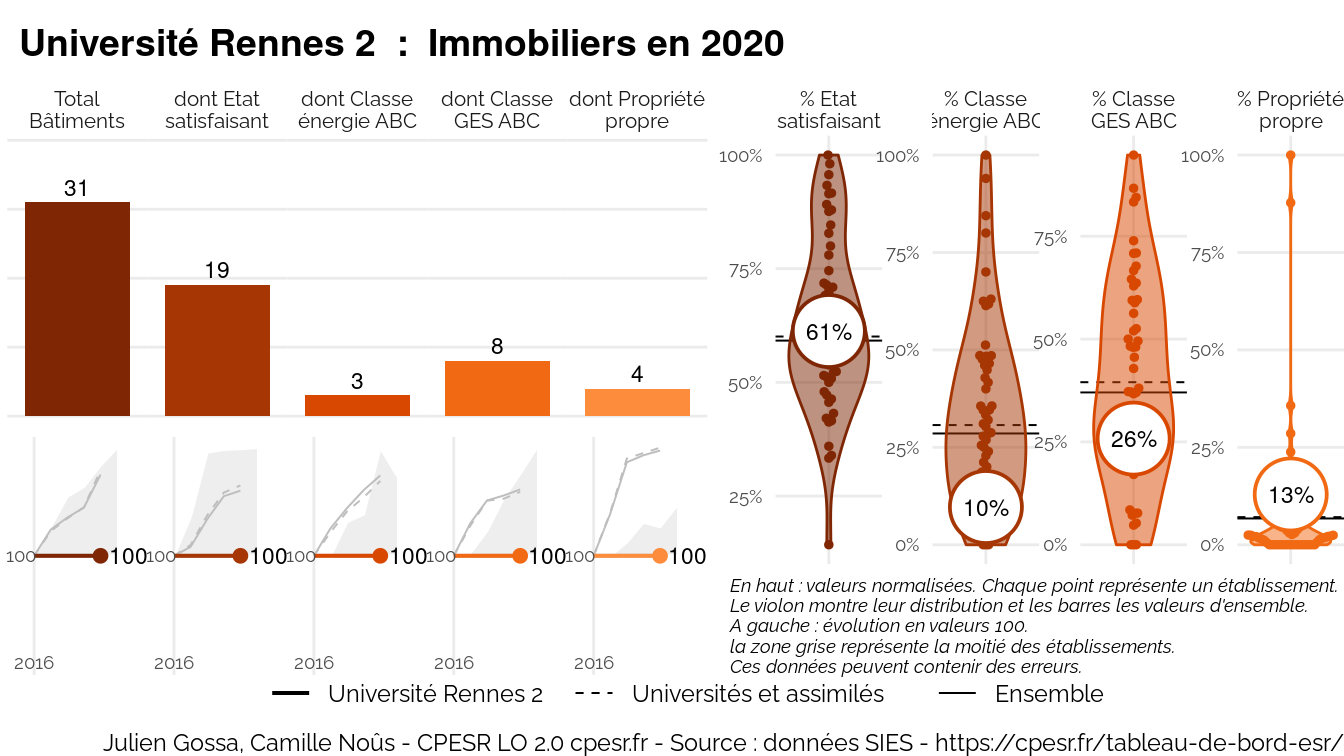 Université Rennes 2 : Immobiliers en 2020
Total
Bâtiments
dont Etat
satisfaisant
dont Classe
énergie ABC
dont Classe
GES ABC
dont Propriété
propre
31
19
3
8
4
100
100
100
100
100
100
100
100
100
100
2016
2016
2016
2016
2016
% Etat
satisfaisant
100%
75%
50%
25%
61%
% Classe
énergie ABC
100%
75%
50%
25%
0%
10%
% Classe
GES ABC
75%
50%
25%
0%
26%
% Propriété
propre
100%
75%
50%
25%
0%
13%
En haut : valeurs normalisées. Chaque point représente un établissement.
Le violon montre leur distribution et les barres les valeurs d'ensemble.
A gauche : évolution en valeurs 100.
la zone grise représente la moitié des établissements.
Ces données peuvent contenir des erreurs.
Université Rennes 2
Universités et assimilés
Ensemble
Julien Gossa, Camille Noûs - CPESR LO 2.0 cpesr.fr - Source : données SIES - https://cpesr.fr/tableau-de-bord-esr/